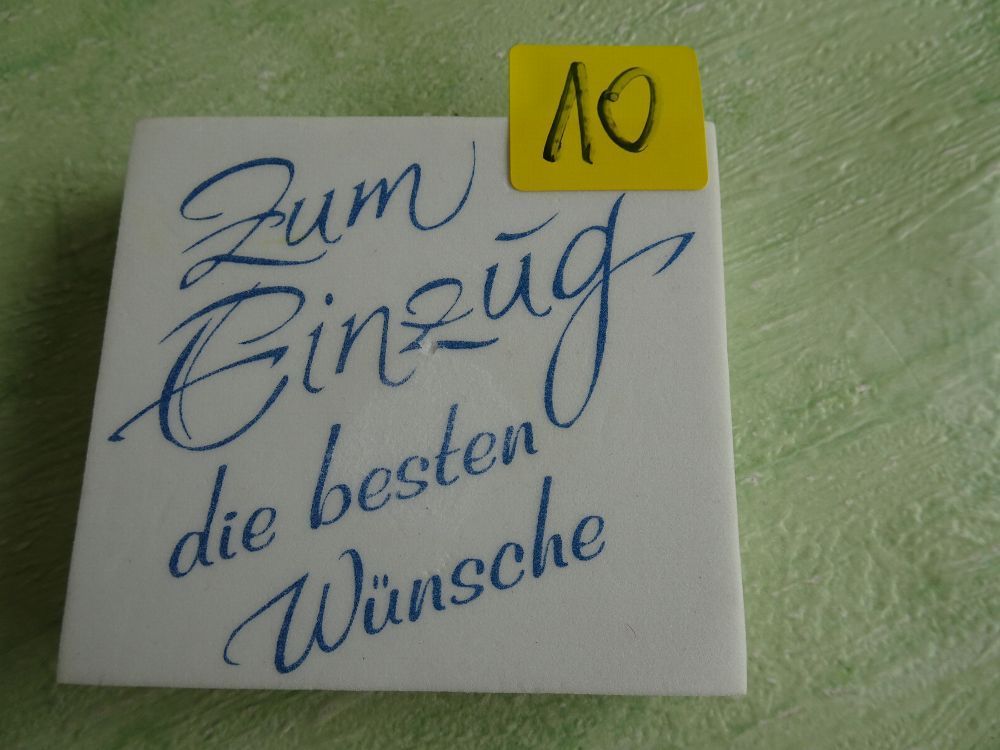 10
Zum
Einzug
die besten
Wünsche